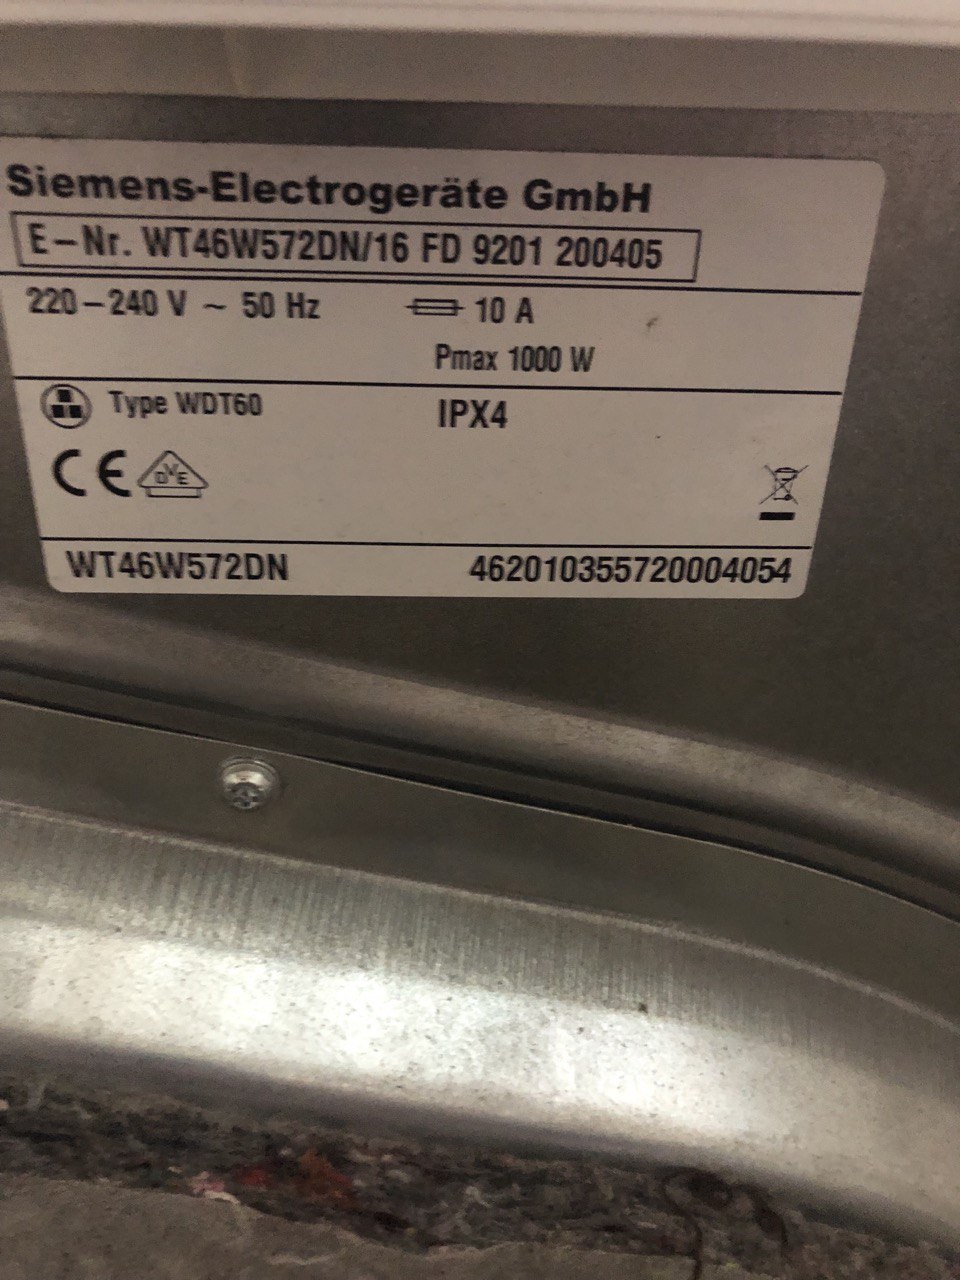 Siemens-Electrogeräte GmbH
E-Nr. WT46W572DN/16 FD 9201 200405
220-240 V ~ 50 Hz 10 A
Pmax 1000 W
Type WDT60 IPX4
CE OVE
WT46W572DN 462010355720004054